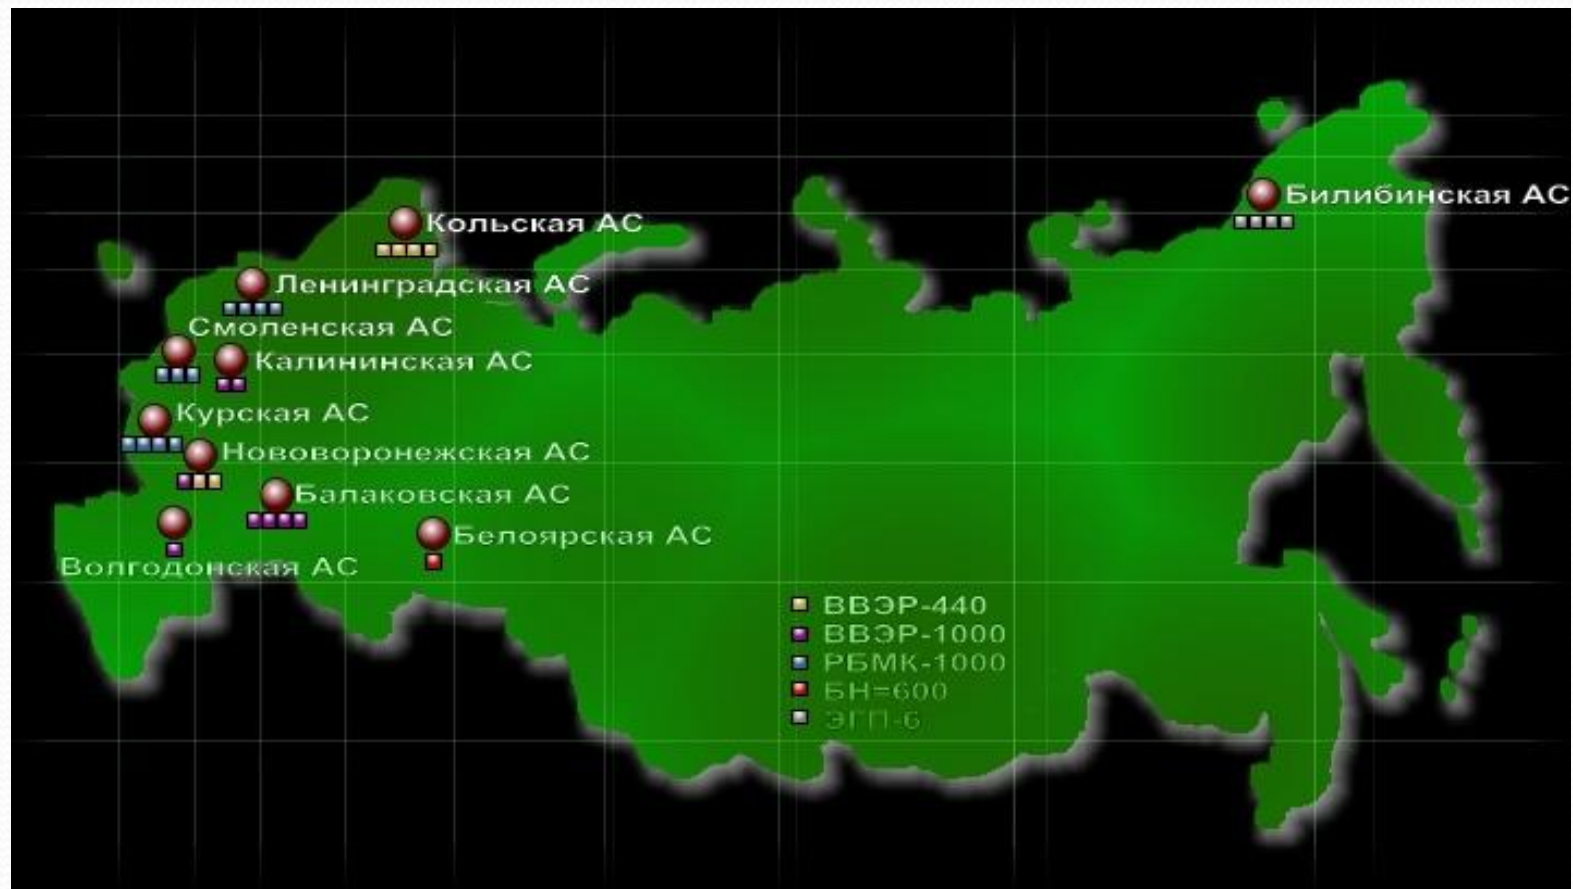 Билибинская АС
Кольская АС
Ленинградская АС
Смоленская АС
Калининская АС
Курская АС
Нововоронежская АС
Балаковская АС
Белоярская АС
Волгодонская АС
ВВЭР-440
ВВЭР-1000
РБМК-1000
БН=600
ЭГП-6